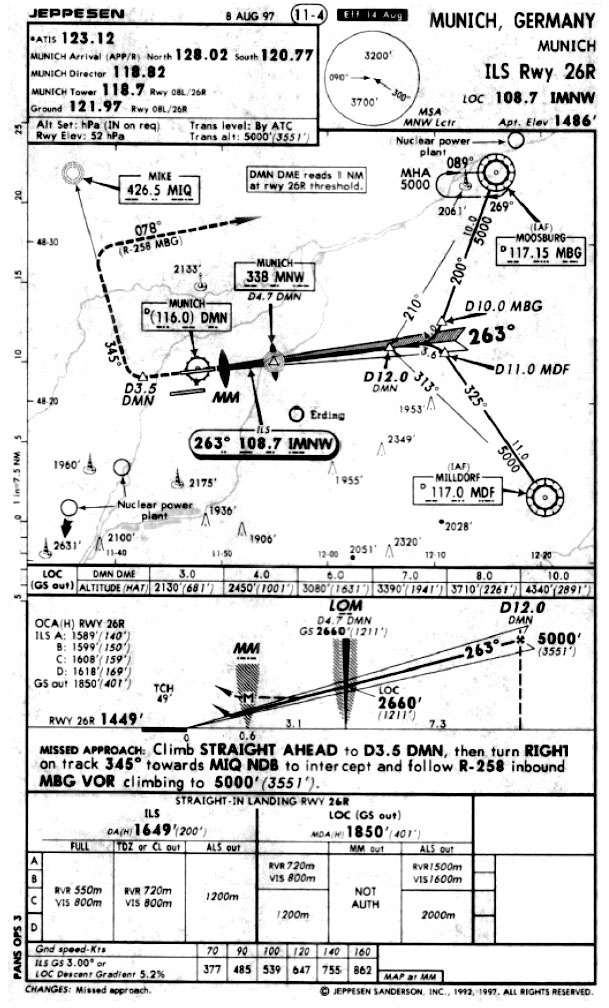 JEPPESEN 8 AUG 97 (11-4) Eff 14 Aug
MUNICH, GERMANY
MUNICH
ILS Rwy 26R
LOC 108.7 IMNW
Apt. Elev 1486'
*ATIS 123.12
MUNICH Arrival (APP/R) North 128.02 South 120.77
MUNICH Director 118.82
MUNICH Tower 118.7 Rwy 08L/26R
Ground 121.97 Rwy 08L/26R
Alt Set: hPa (IN on req) Trans level: By ATC
Rwy Elev: 52 hPa Trans alt: 5000'(3551')
3200'
090°
300°
3700'
MSA
MNW Lctr
Nuclear power
plant
MIKE
426.5 MIQ
DMN DME reads 1 NM
at rwy 26R threshold.
MHA
5000
089°
2061'
269°
(IAF)
MOOSBURG
D 117.15 MBG
078°
(R-258 MBG)
48-30
2133'
MUNICH
338 MNW
D4.7 DMN
10.0
5000
200°
210°
MUNICH
D (116.0) DMN
D10.0 MBG
4.0
263°
3.6
345°
D3.5
DMN
MM
D12.0
DMN
D11.0 MDF
313°
325°
48-20
Erding
1953'
ILS
263° 108.7 IMNW
2349'
11.0
5000
1960'
2175'
1955'
(IAF)
MILLDORF
D 117.0 MDF
Nuclear power
plant
1936'
1906'
2028'
2631'
2100'
2320'
2051'
11-40 11-50 12-00 12-10 12-20
25
20
15
10
5
0
1 in=7.5 NM
5
LOC DMN DME 3.0 4.0 6.0 7.0 8.0 10.0
(GS out) ALTITUDE(HAT) 2130'(681') 2450'(1001') 3080'(1631') 3390'(1941') 3710'(2261') 4340'(2891')
OCA(H) RWY 26R
ILS A: 1589'(140')
B: 1599'(150')
C: 1608'(159')
D: 1618'(169')
GS out 1850'(401')
LOM
D4.7 DMN
GS 2660'(1211')
D12.0
DMN
MM
263°
5000'
(3551')
TCH
49'
M
LOC
2660'
(1211')
RWY 26R 1449'
0 0.6 3.1 7.3
MISSED APPROACH: Climb STRAIGHT AHEAD to D3.5 DMN, then turn RIGHT
on track 345° towards MIQ NDB to intercept and follow R-258 inbound
MBG VOR climbing to 5000'(3551').
STRAIGHT-IN LANDING RWY 26R
ILS LOC (GS out)
DA(H) 1649'(200') MDA(H) 1850'(401')
FULL TDZ or CL out ALS out MM out ALS out
A
B
C
D
RVR 550m
VIS 800m
RVR 720m
VIS 800m
1200m
RVR 720m
VIS 800m
1200m
NOT
AUTH
RVR 1500m
VIS 1600m
2000m
PANS OPS 3
Gnd speed-Kts 70 90 100 120 140 160
ILS GS 3.00° or
LOC Descent Gradient 5.2% 377 485 539 647 755 862
MAP at MM
CHANGES: Missed approach.
© JEPPESEN SANDERSON, INC., 1992, 1997. ALL RIGHTS RESERVED.